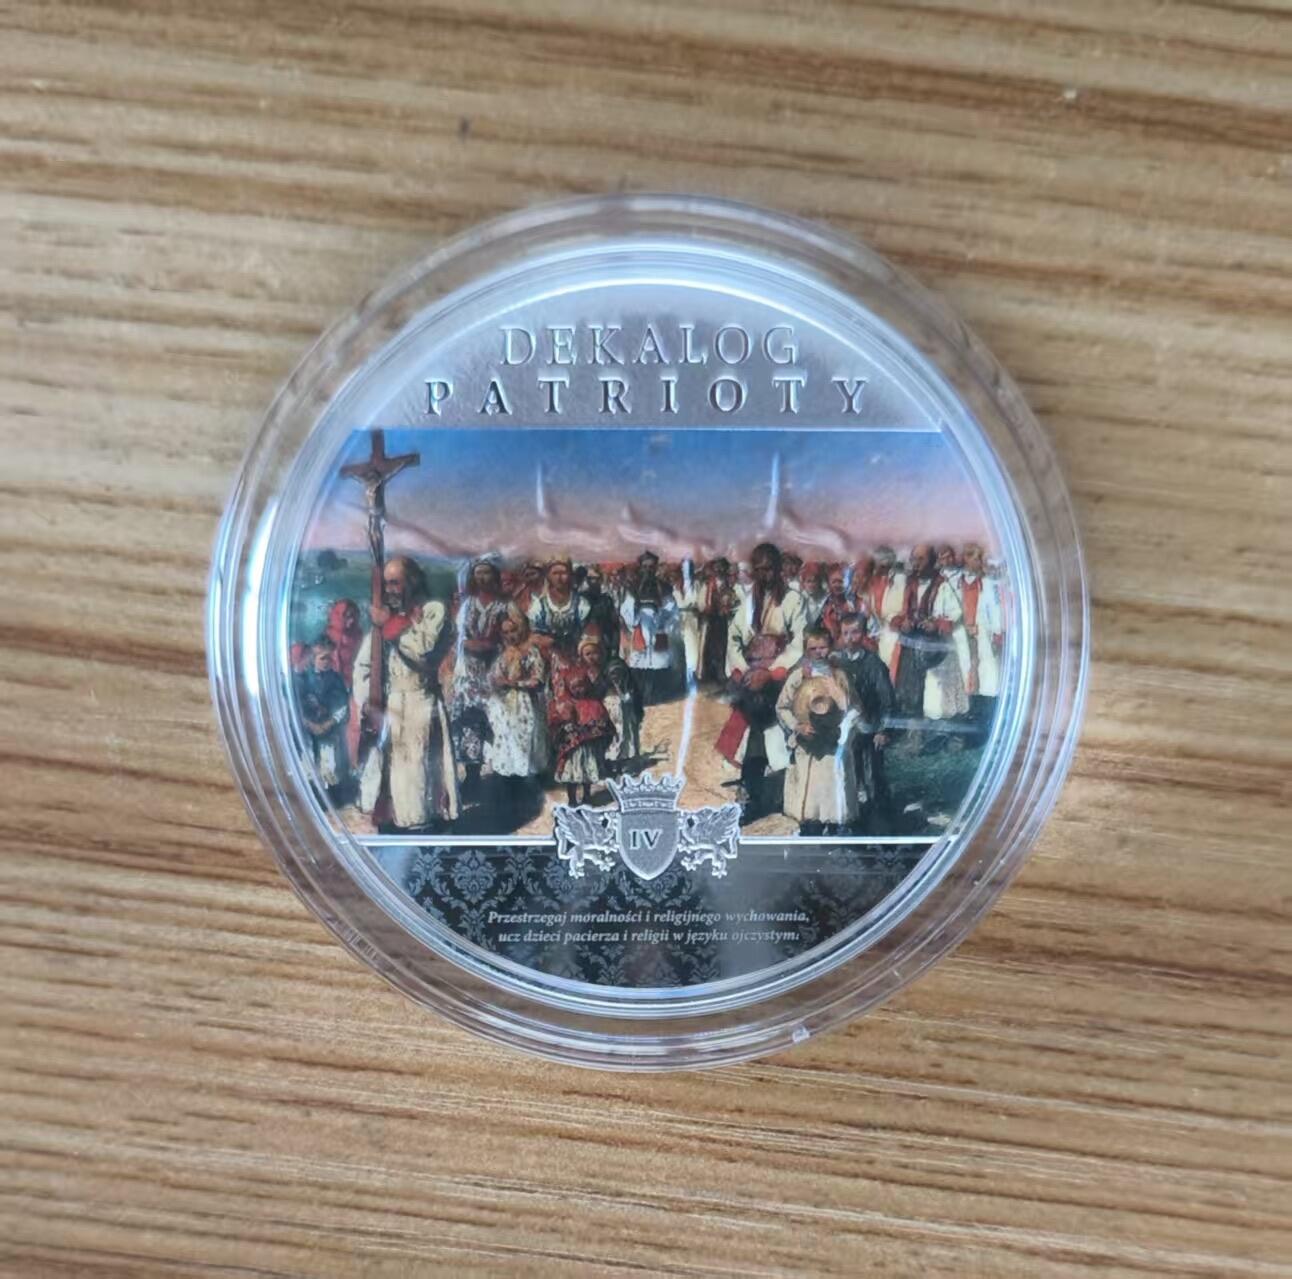 DEKALOG
PATRIOTY
IV
Przestrzegaj moralności i religijnego wychowania,
ucz dzieci pacierza i religii w języku ojczystym.